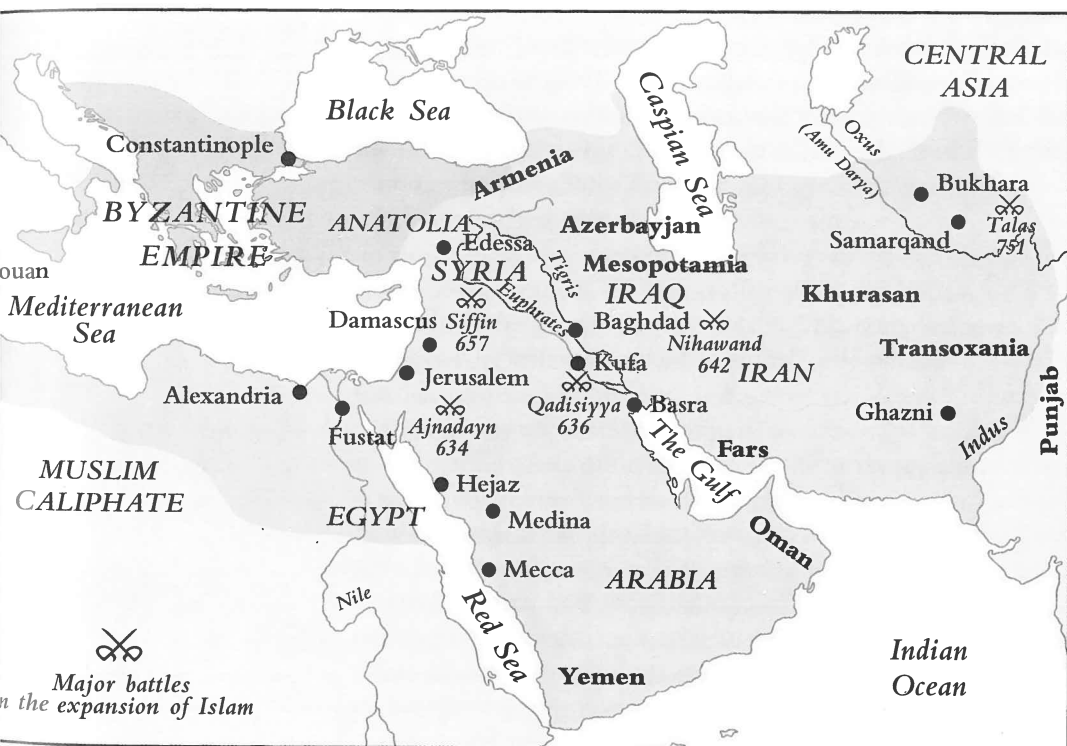 CENTRAL
ASIA
Black Sea
Caspian Sea
Constantinople
Oxus
(Amu Darya)
Armenia
Bukhara
BYZANTINE
EMPIRE
ANATOLIA
Azerbayjan
Talas
751
Samarqand
Edessa
SYRIA
Tigris
Mesopotamia
IRAQ
ouan
Euphrates
Khurasan
Mediterranean
Sea
Damascus
Siffin
657
Baghdad
Nihawand
642
IRAN
Transoxania
Kufa
Jerusalem
Alexandria
Qadisiyya
636
Basra
Ghazni
Punjab
Ajnadayn
634
Fustat
The Gulf
Fars
Indus
MUSLIM
CALIPHATE
Hejaz
EGYPT
Medina
Oman
Mecca
ARABIA
Nile
Red Sea
Yemen
Indian
Ocean
Major battles
n the expansion of Islam